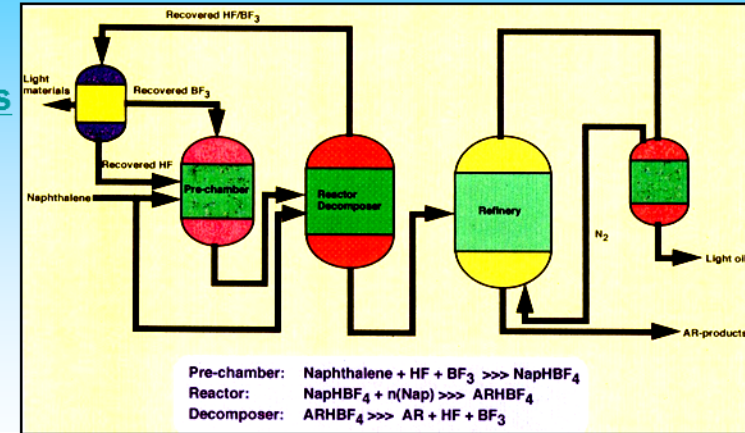 s
Recovered HF/BF₃
Light
materials
Recovered BF₃
Recovered HF
Naphthalene
Pre-chamber
Reactor
Decomposer
Refinery
N₂
Light oil
AR-products
Pre-chamber: Naphthalene + HF + BF₃ >>> NapHBF₄
Reactor: NapHBF₄ + n(Nap) >>> ARHBF₄
Decomposer: ARHBF₄ >>> AR + HF + BF₃